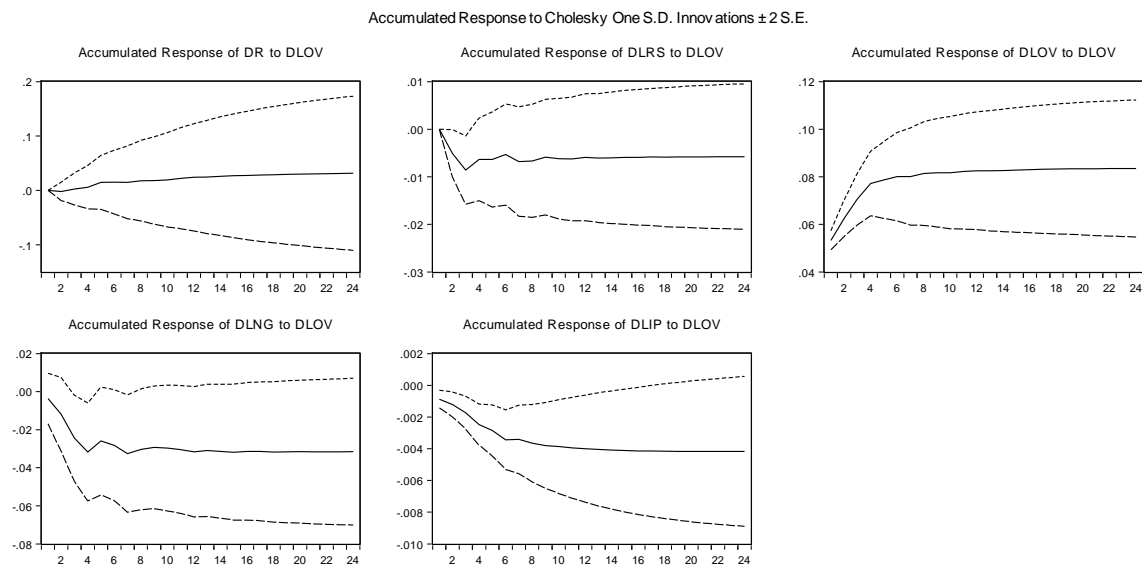 Accumulated Response to Cholesky One S.D. Innovations ± 2 S.E.
Accumulated Response of DR to DLOV
.2
.1
.0
-.1
2 4 6 8 10 12 14 16 18 20 22 24
Accumulated Response of DLRS to DLOV
.01
.00
-.01
-.02
-.03
2 4 6 8 10 12 14 16 18 20 22 24
Accumulated Response of DLOV to DLOV
0.12
0.10
0.08
0.06
0.04
2 4 6 8 10 12 14 16 18 20 22 24
Accumulated Response of DLNG to DLOV
.02
.00
-.02
-.04
-.06
-.08
2 4 6 8 10 12 14 16 18 20 22 24
Accumulated Response of DLIP to DLOV
.002
.000
-.002
-.004
-.006
-.008
-.010
2 4 6 8 10 12 14 16 18 20 22 24